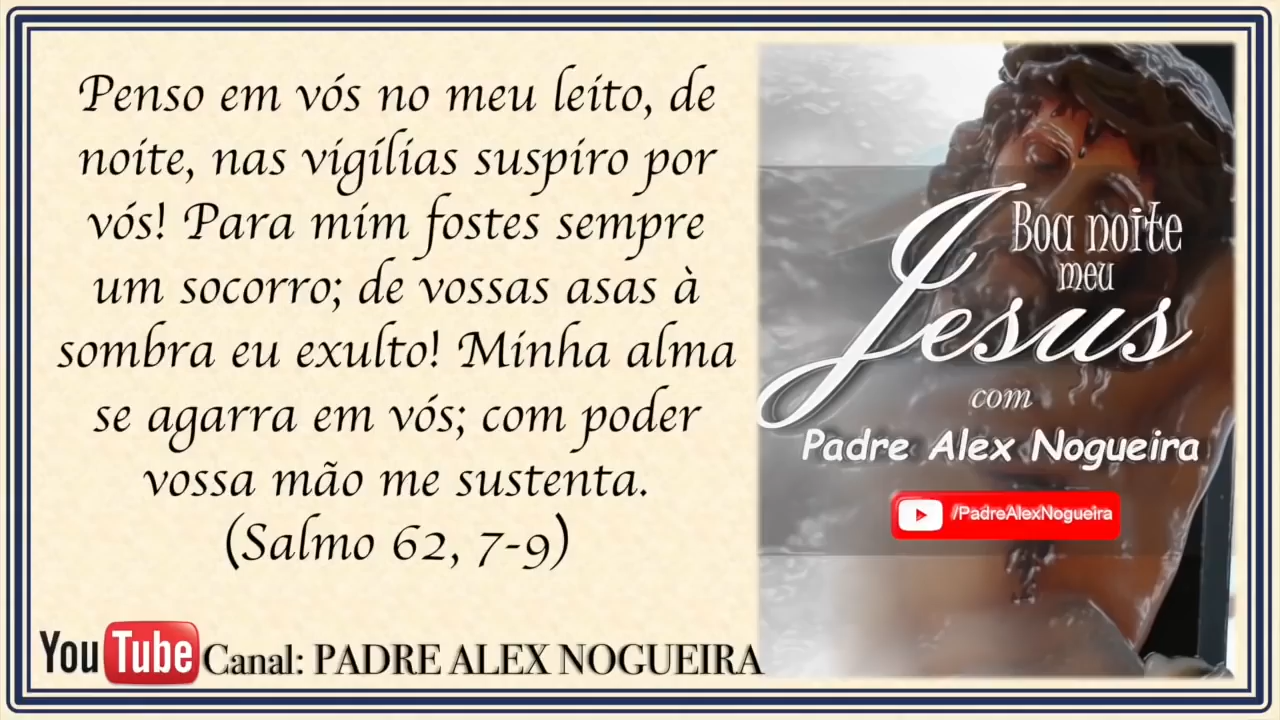 Penso em vós no meu leito, de
noite, nas vigílias suspiro por
vós! Para mim fostes sempre
um socorro; de vossas asas à
sombra eu exulto! Minha alma
se agarra em vós; com poder
vossa mão me sustenta.
(Salmo 62, 7-9)
YouTube Canal: PADRE ALEX NOGUEIRA
Boa noite
meu
Jesus
com
Padre Alex Nogueira
/PadreAlexNogueira